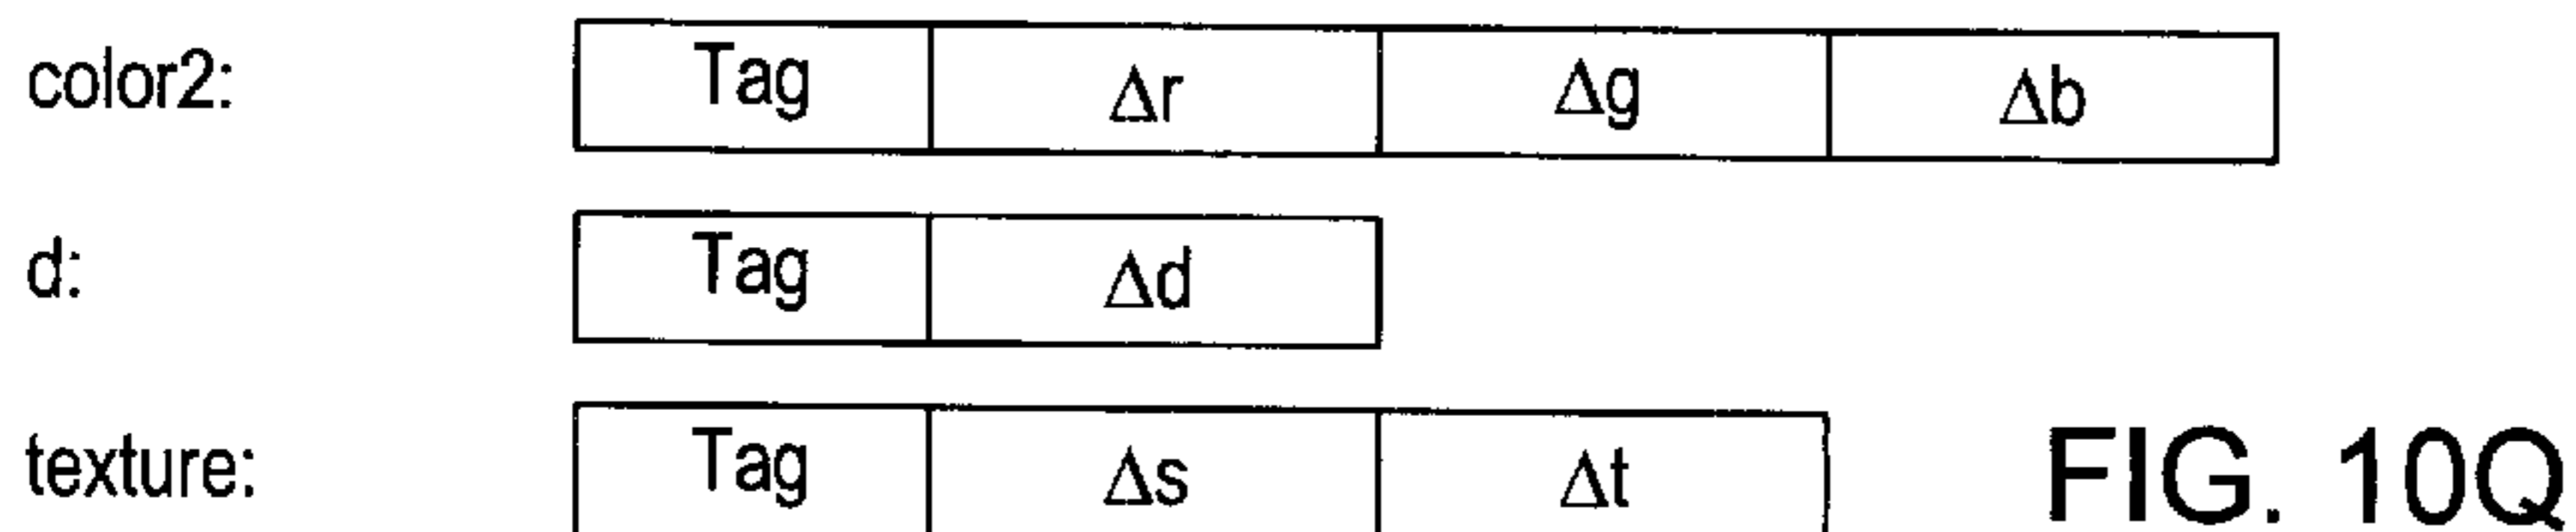 color2: Tag Δr Δg Δb
d: Tag Δd
texture: Tag Δs Δt
FIG. 10Q